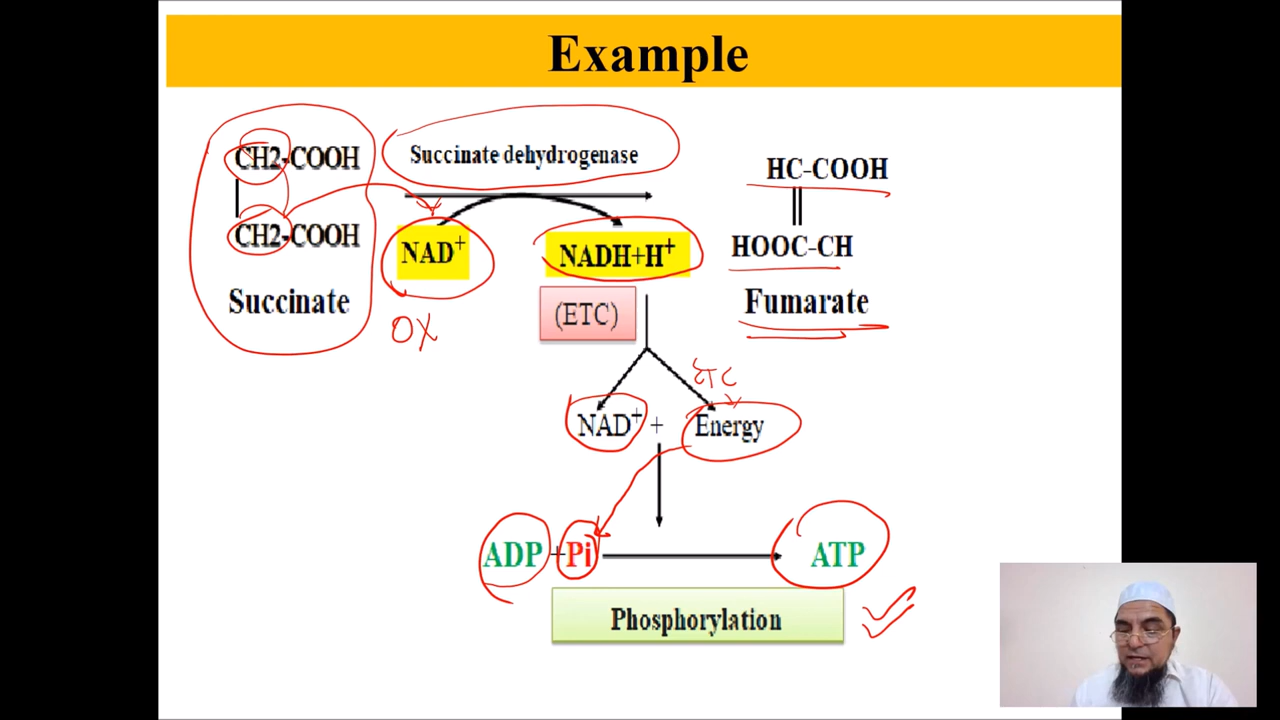 Example
CH2-COOH
CH2-COOH
Succinate
Succinate dehydrogenase
NAD⁺
NADH+H⁺
OX
(ETC)
HC-COOH
HOOC-CH
Fumarate
ETC
NAD⁺ + Energy
ADP +Pi
ATP
Phosphorylation